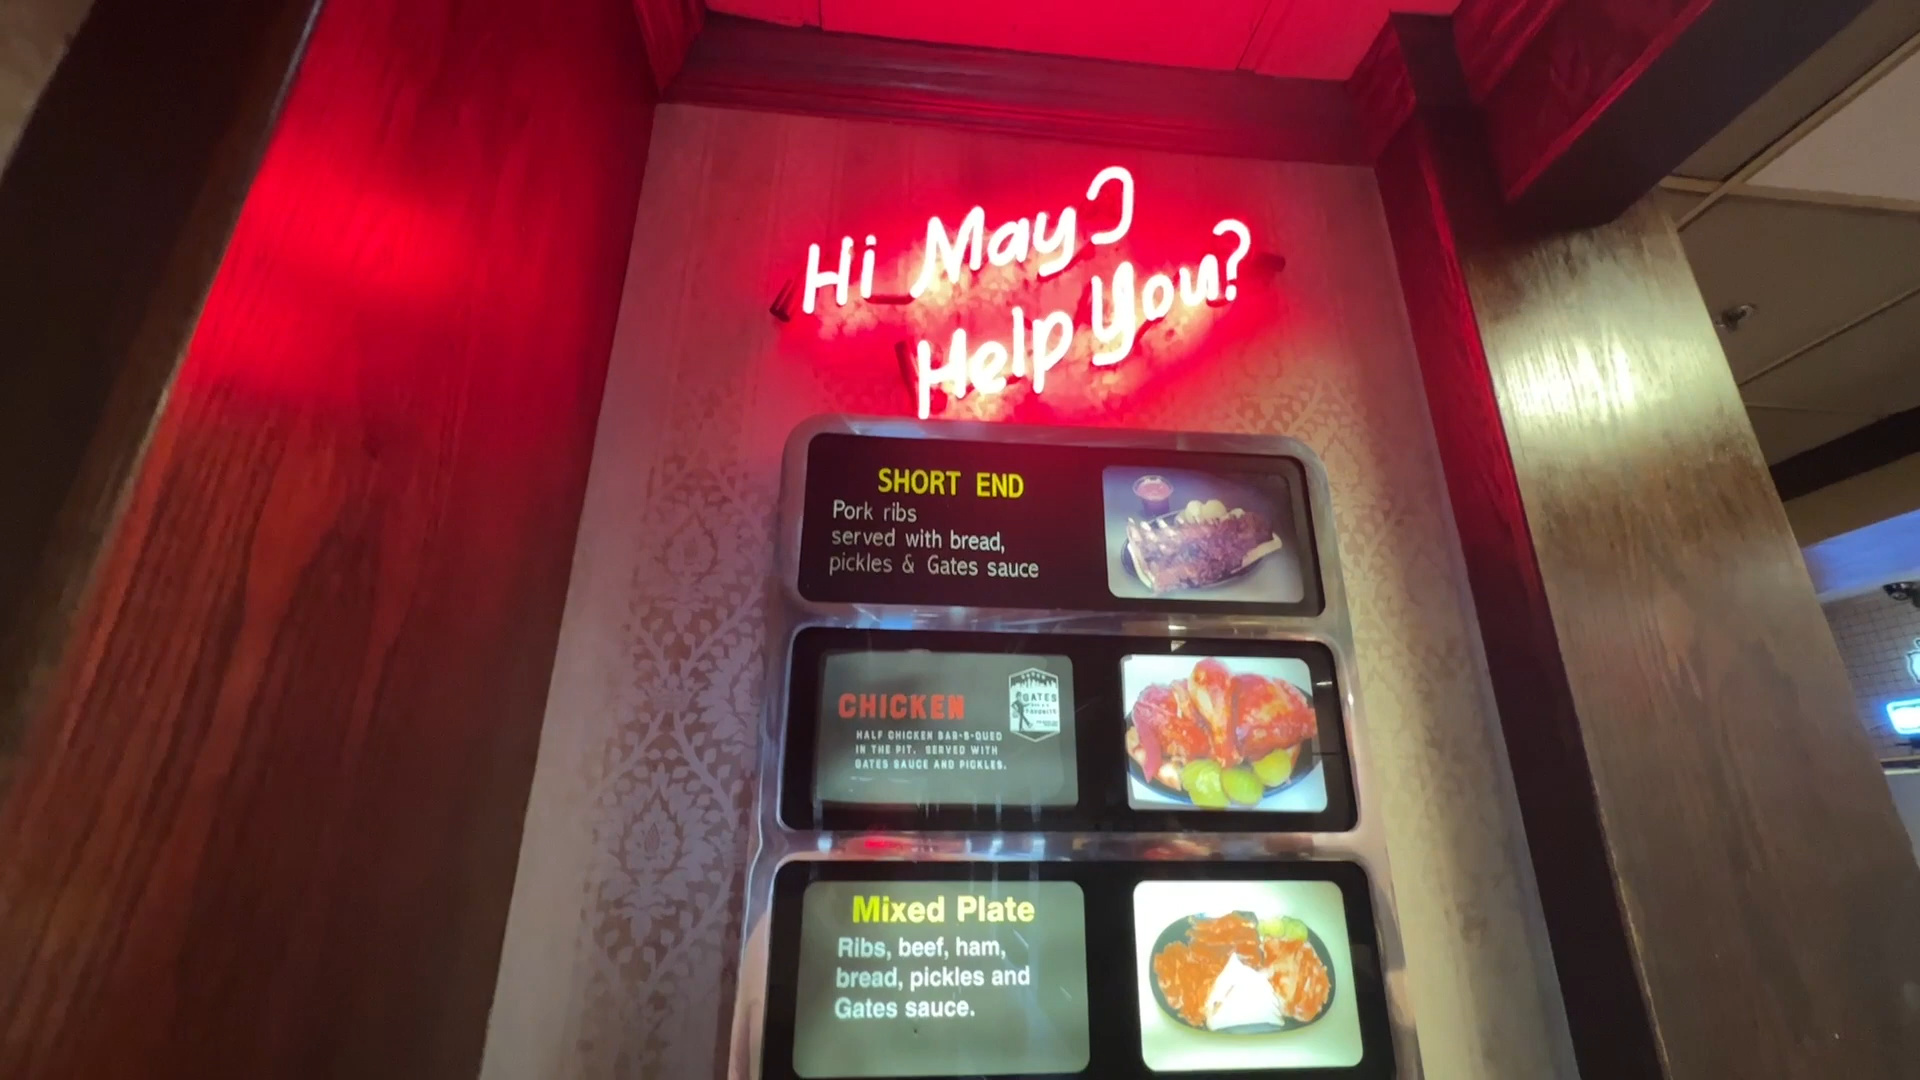 Hi May I
Help You?
SHORT END
Pork ribs
served with bread,
pickles & Gates sauce
CHICKEN
GATES
HALF CHICKEN BAR-B-QUED
IN THE PIT. SERVED WITH
GATES SAUCE AND PICKLES.
Mixed Plate
Ribs, beef, ham,
bread, pickles and
Gates sauce.